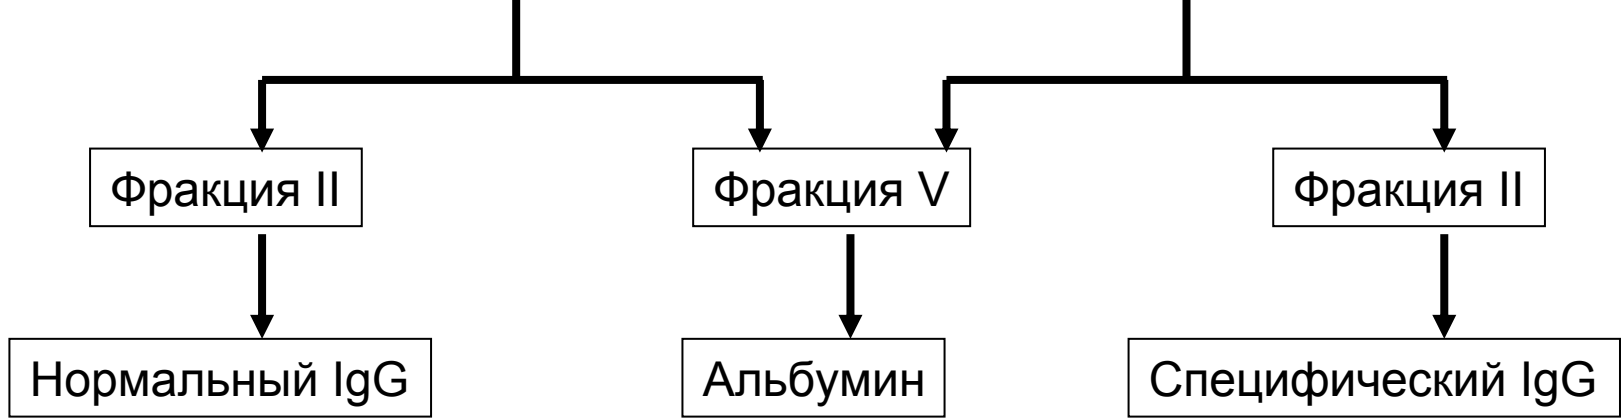 Фракция II
Фракция V
Фракция II
Нормальный IgG
Альбумин
Специфический IgG